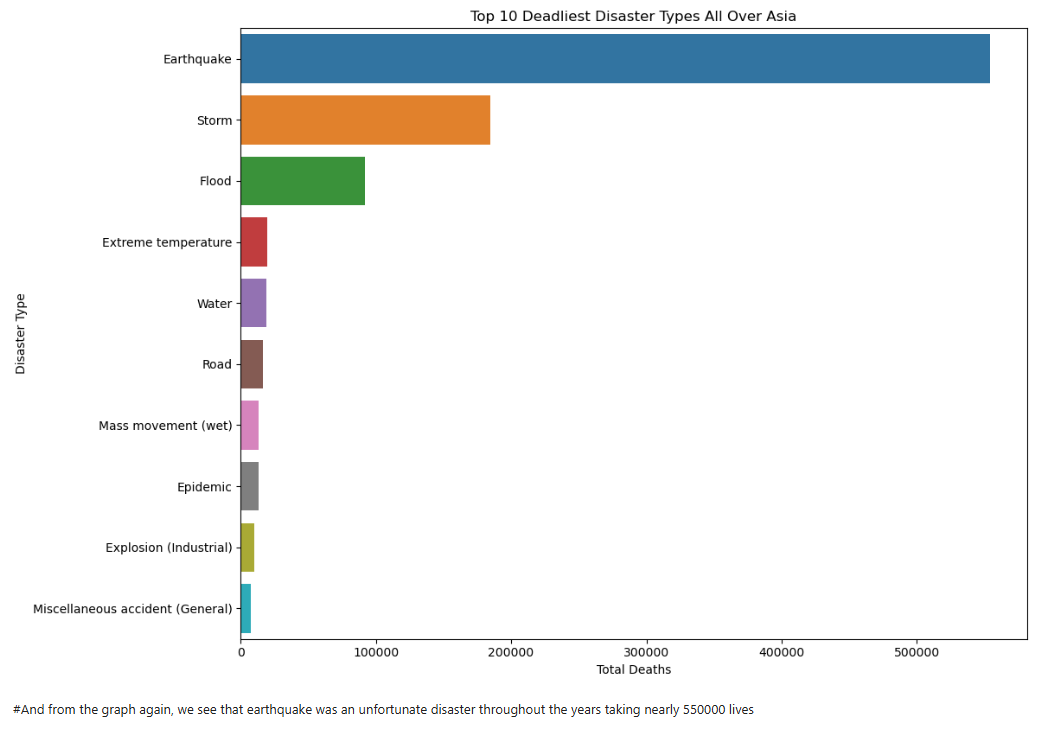 Top 10 Deadliest Disaster Types All Over Asia
Earthquake
Storm
Flood
Extreme temperature
Water
Road
Mass movement (wet)
Epidemic
Explosion (Industrial)
Miscellaneous accident (General)
Disaster Type
0 100000 200000 300000 400000 500000
Total Deaths
#And from the graph again, we see that earthquake was an unfortunate disaster throughout the years taking nearly 550000 lives